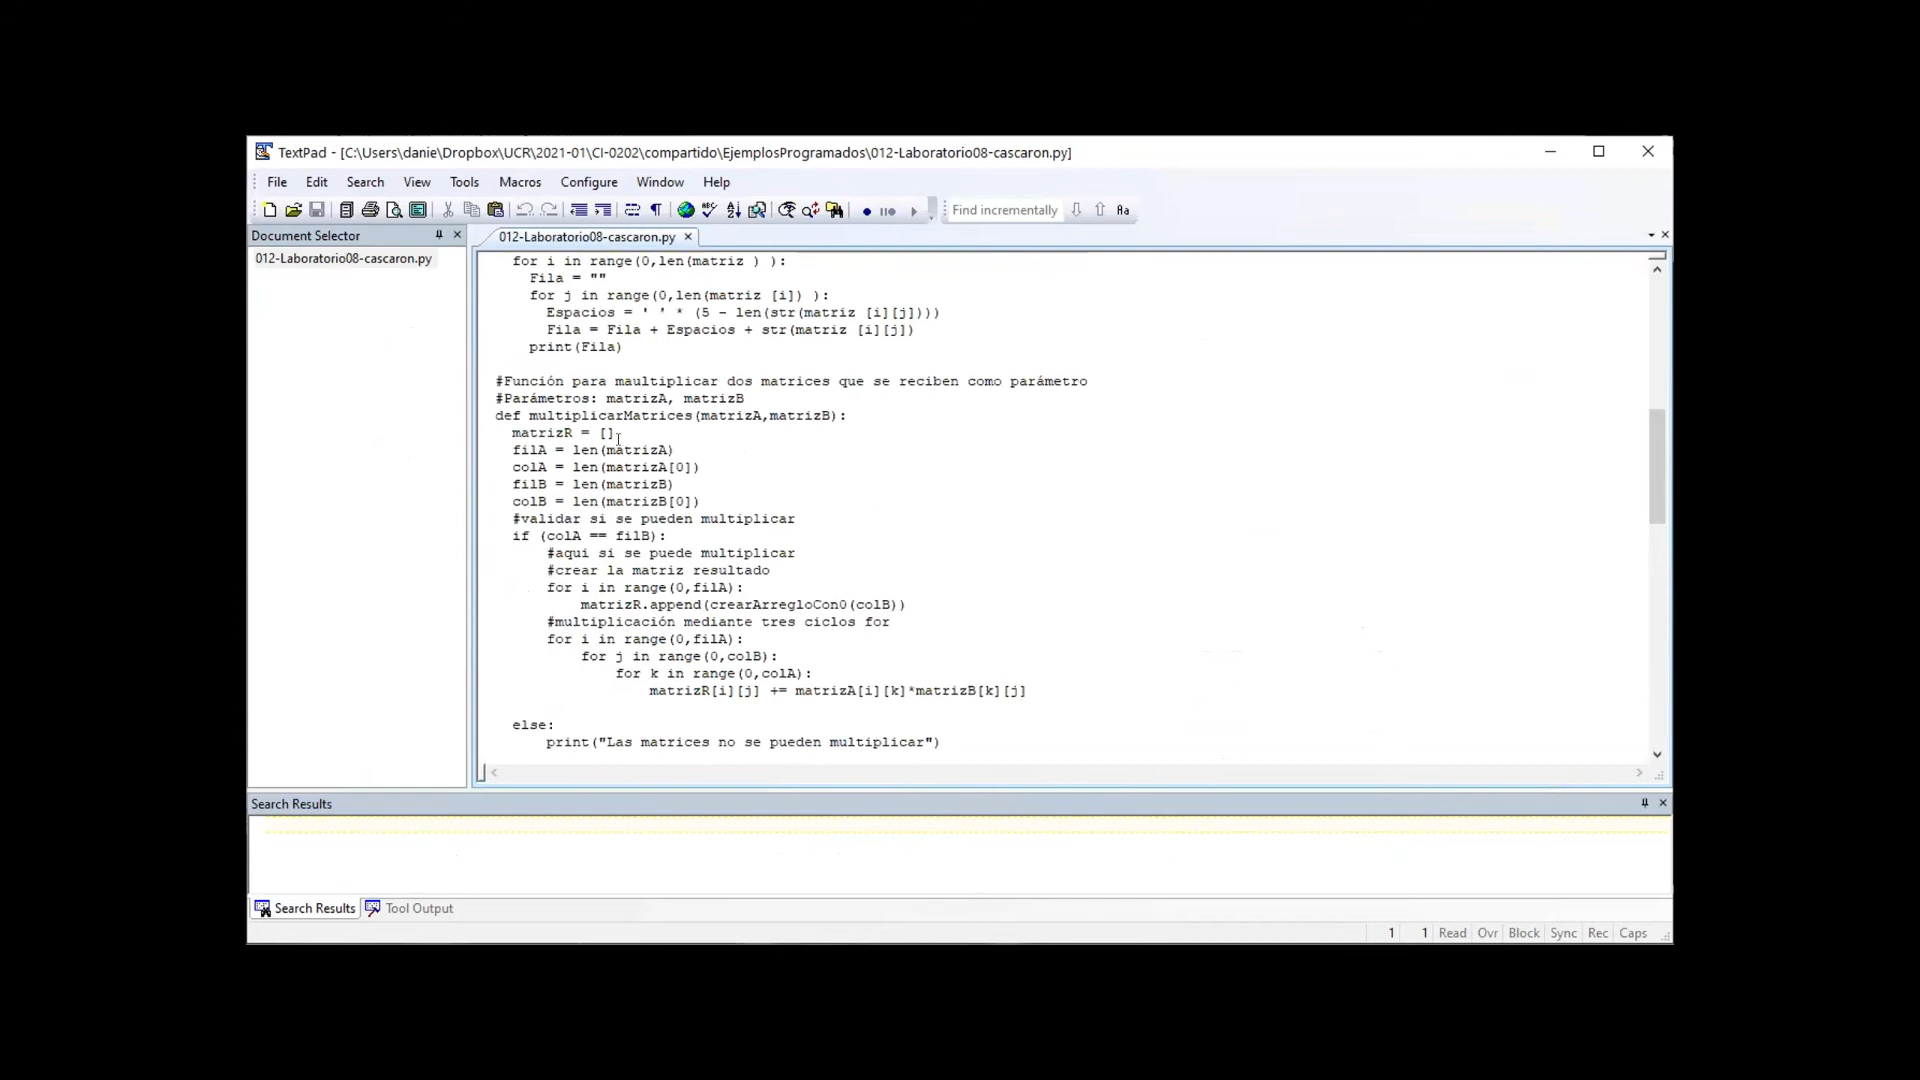 TextPad - [C:\Users\danie\Dropbox\UCR\2021-01\CI-0202\compartido\EjemplosProgramados\012-Laboratorio08-cascaron.py]
File Edit Search View Tools Macros Configure Window Help
Find incrementally Aa
Document Selector
012-Laboratorio08-cascaron.py
012-Laboratorio08-cascaron.py
for i in range(0,len(matriz ) ):
Fila = ""
for j in range(0,len(matriz [i]) ):
Espacios = ' ' * (5 - len(str(matriz [i][j])))
Fila = Fila + Espacios + str(matriz [i][j])
print(Fila)
#Función para maultiplicar dos matrices que se reciben como parámetro
#Parámetros: matrizA, matrizB
def multiplicarMatrices(matrizA,matrizB):
matrizR = []
filA = len(matrizA)
colA = len(matrizA[0])
filB = len(matrizB)
colB = len(matrizB[0])
#validar si se pueden multiplicar
if (colA == filB):
#aqui si se puede multiplicar
#crear la matriz resultado
for i in range(0,filA):
matrizR.append(crearArregloCon0(colB))
#multiplicación mediante tres ciclos for
for i in range(0,filA):
for j in range(0,colB):
for k in range(0,colA):
matrizR[i][j] += matrizA[i][k]*matrizB[k][j]
else:
print("Las matrices no se pueden multiplicar")
Search Results
Search Results Tool Output
1 1 Read Ovr Block Sync Rec Caps